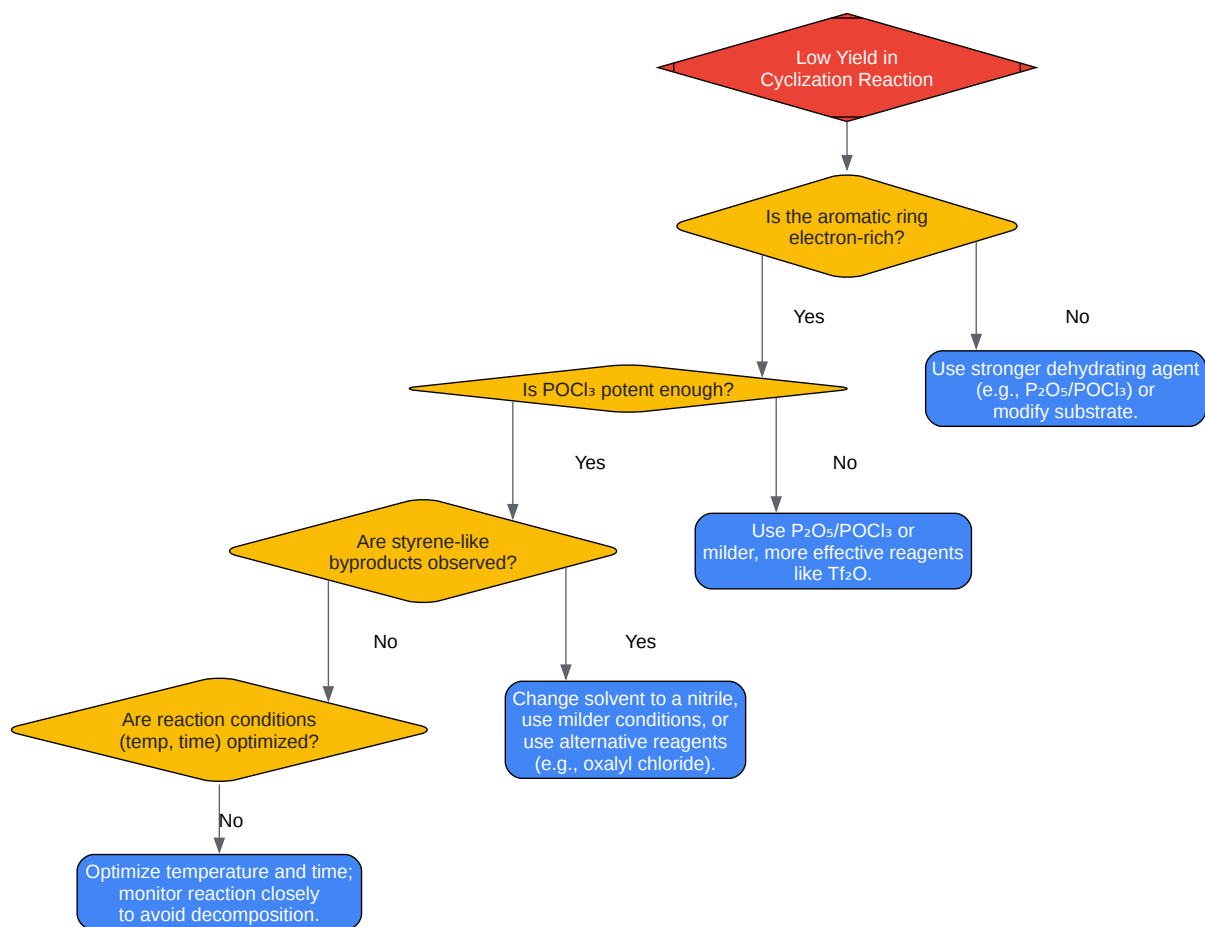 Low Yield in
Cyclization Reaction
Is the aromatic ring
electron-rich?
Yes
No
Use stronger dehydrating agent
(e.g., P₂O₅/POCl₃) or
modify substrate.
Is POCl₃ potent enough?
Yes
No
Use P₂O₅/POCl₃ or
milder, more effective reagents
like Tf₂O.
Are styrene-like
byproducts observed?
No
Yes
Change solvent to a nitrile,
use milder conditions, or
use alternative reagents
(e.g., oxalyl chloride).
Are reaction conditions
(temp, time) optimized?
No
Optimize temperature and time;
monitor reaction closely
to avoid decomposition.